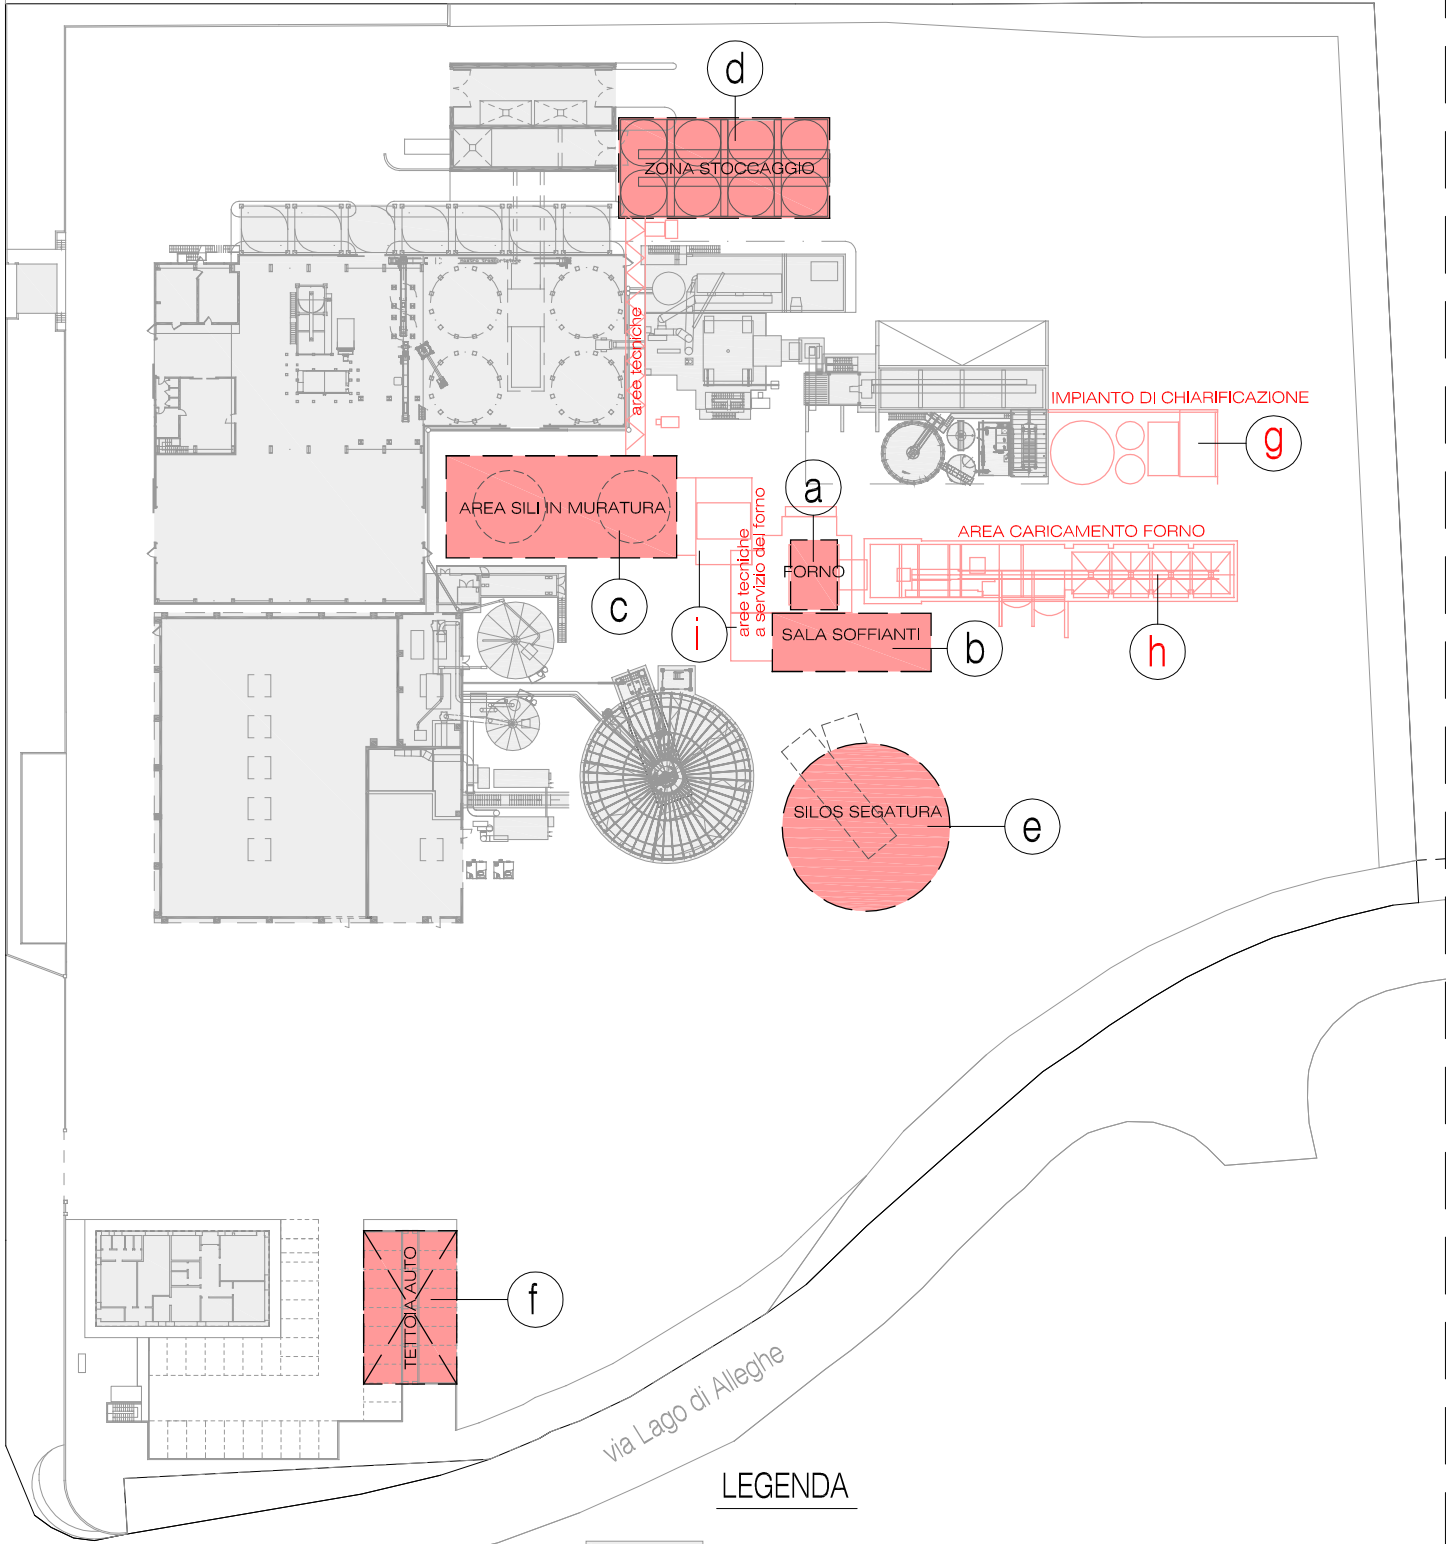 d
ZONA STOCCAGGIO
aree tecniche
IMPIANTO DI CHIARIFICAZIONE
g
a
AREA SILI IN MURATURA
AREA CARICAMENTO FORNO
aree tecniche
a servizio del forno
FORNO
c
i
SALA SOFFIANTI
b
h
SILOS SEGATURA
e
TETTOIA AUTO
f
via Lago di Alleghe
LEGENDA